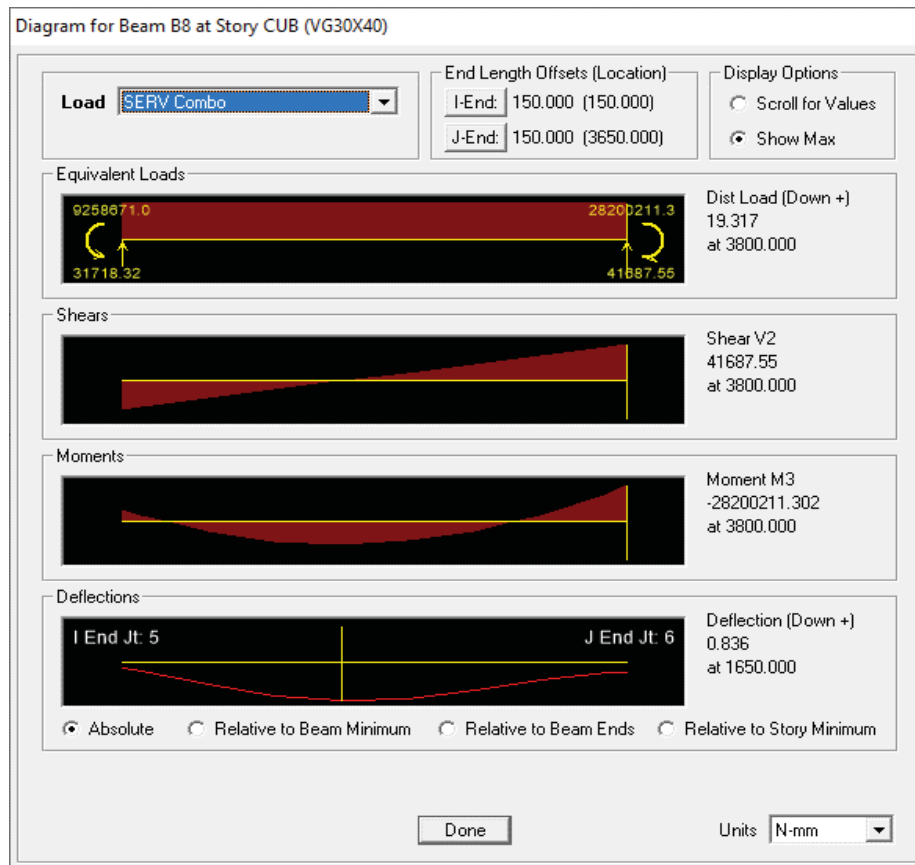 Diagram for Beam B8 at Story CUB (VG30X40)
Load SERV Combo
End Length Offsets (Location)
I-End: 150.000 (150.000)
J-End: 150.000 (3650.000)
Display Options
Scroll for Values
Show Max
Equivalent Loads
9258671.0 28200211.3
31718.32 41687.55
Dist Load (Down +)
19.317
at 3800.000
Shears
Shear V2
41687.55
at 3800.000
Moments
Moment M3
-28200211.302
at 3800.000
Deflections
I End Jt: 5 J End Jt: 6
Deflection (Down +)
0.836
at 1650.000
Absolute Relative to Beam Minimum Relative to Beam Ends Relative to Story Minimum
Done Units N-mm